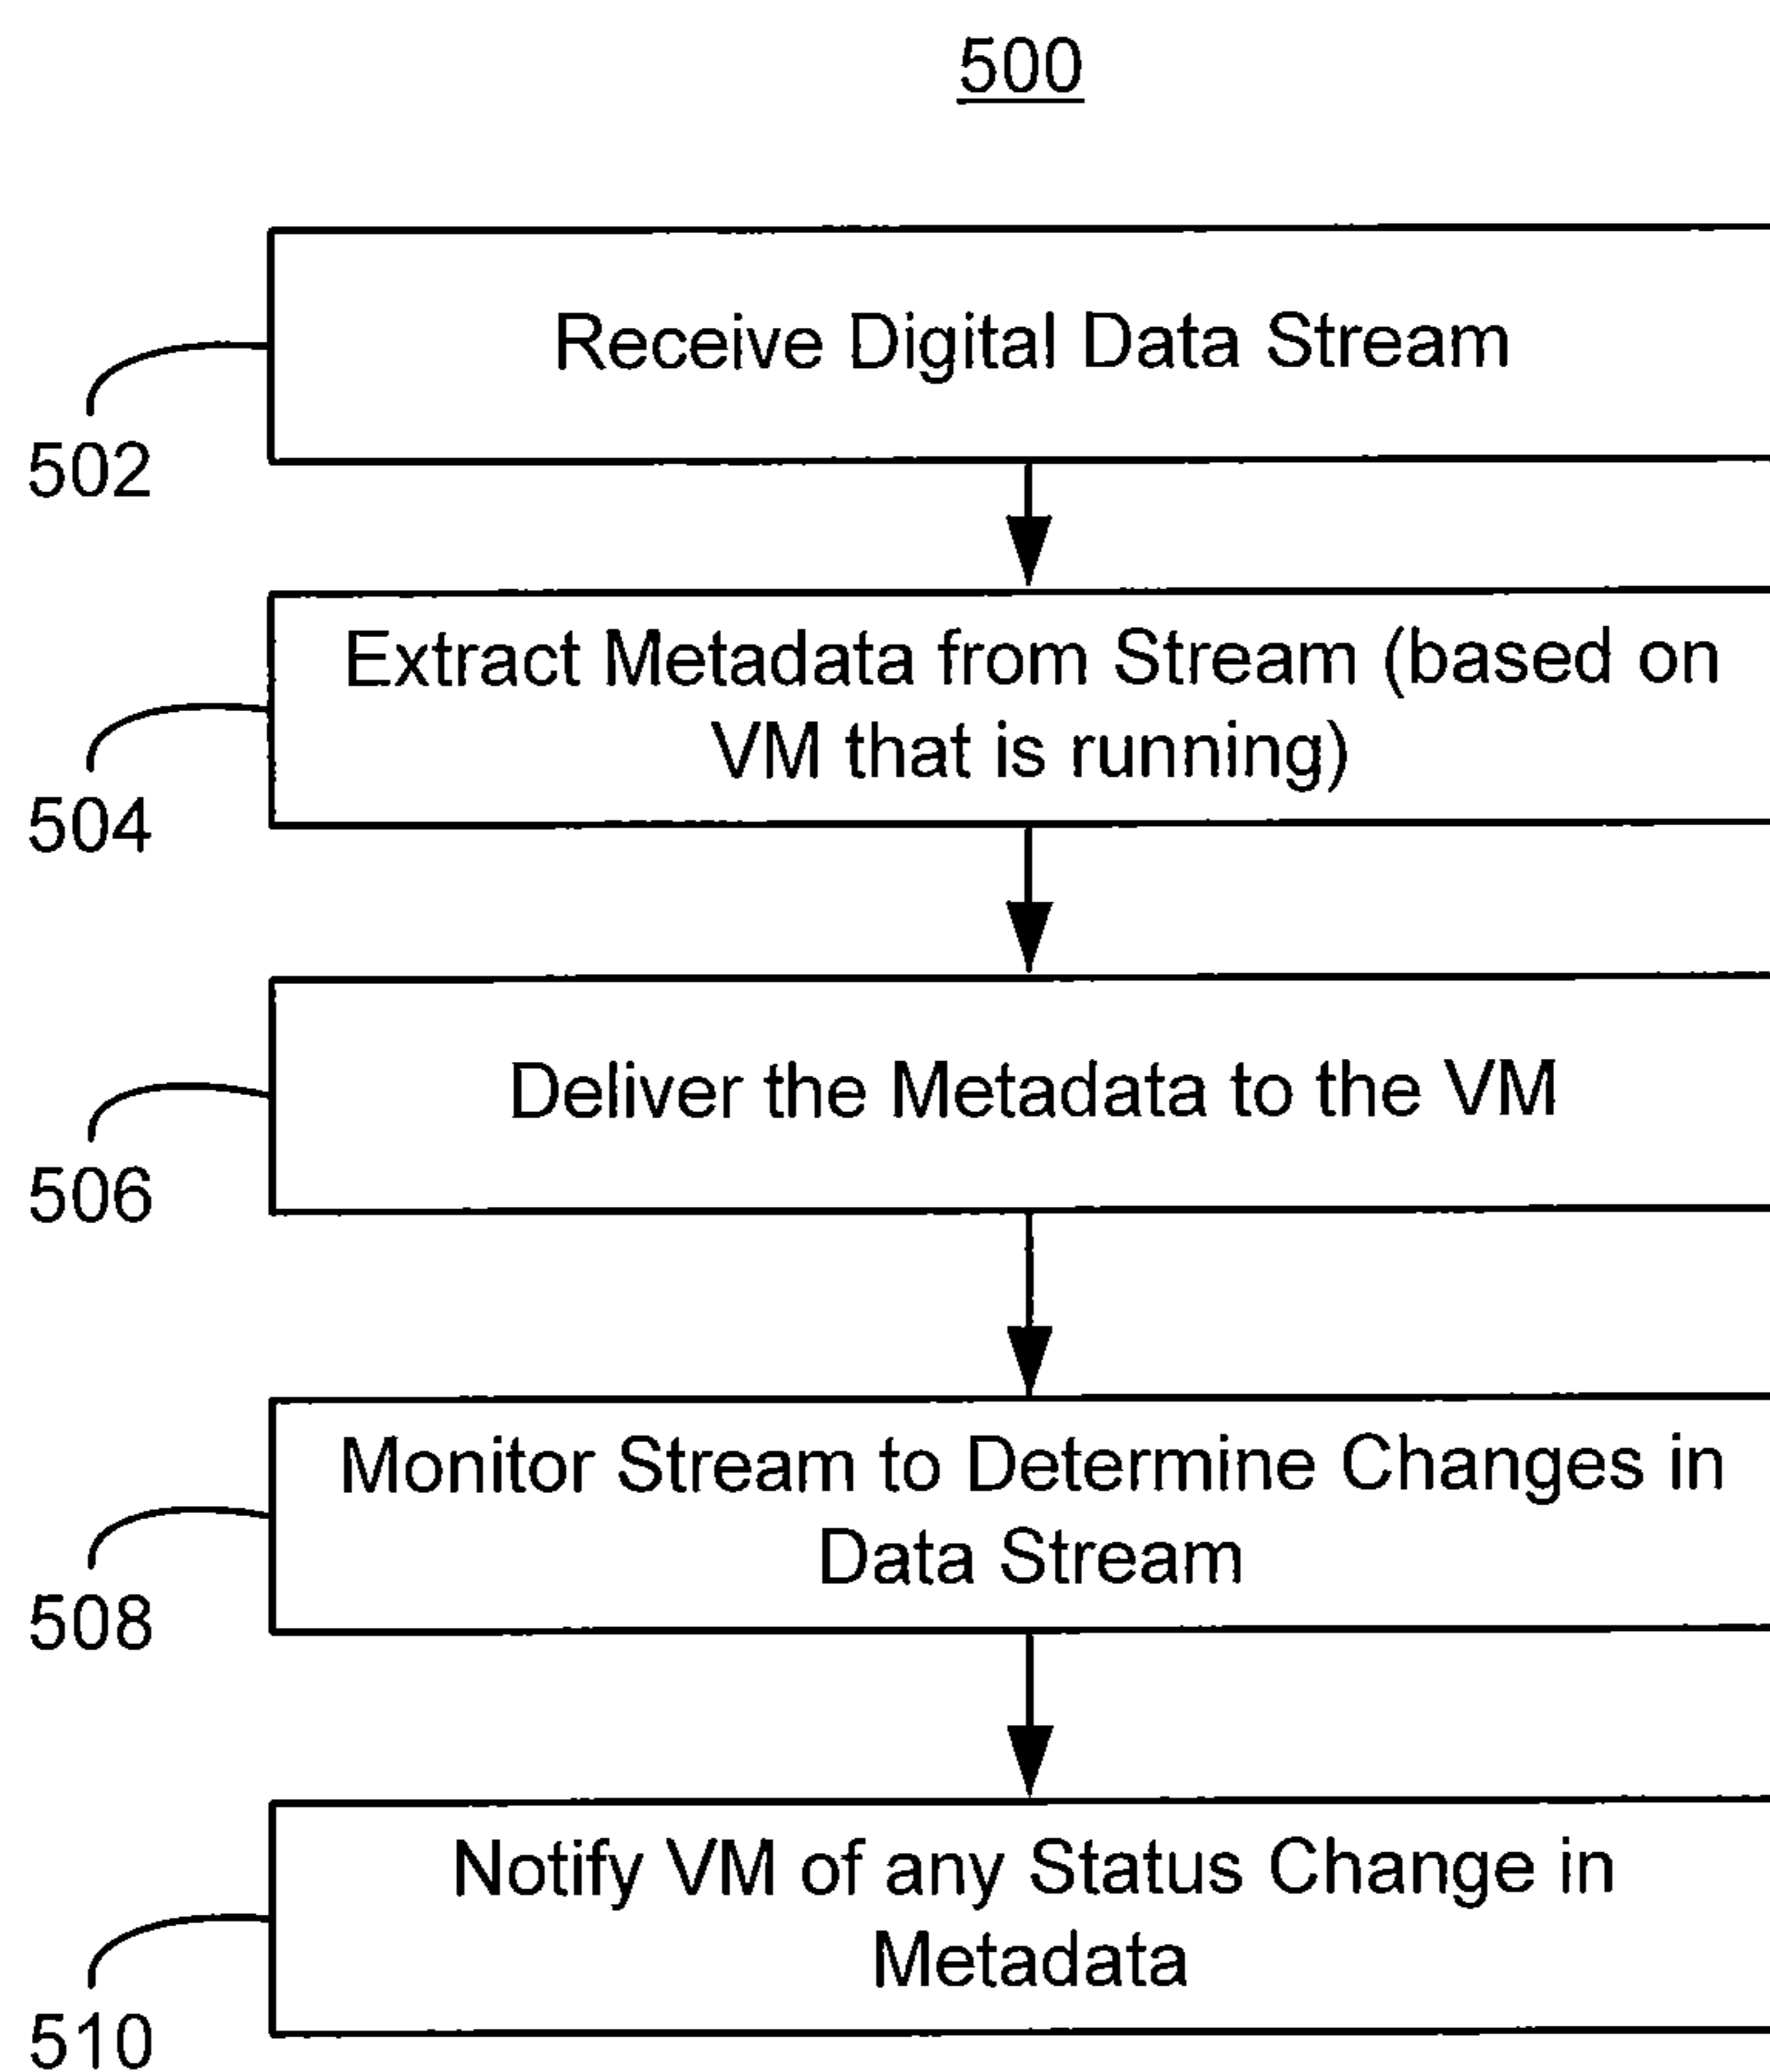 500
Receive Digital Data Stream
502
Extract Metadata from Stream (based on
VM that is running)
504
Deliver the Metadata to the VM
506
Monitor Stream to Determine Changes in
Data Stream
508
Notify VM of any Status Change in
Metadata
510